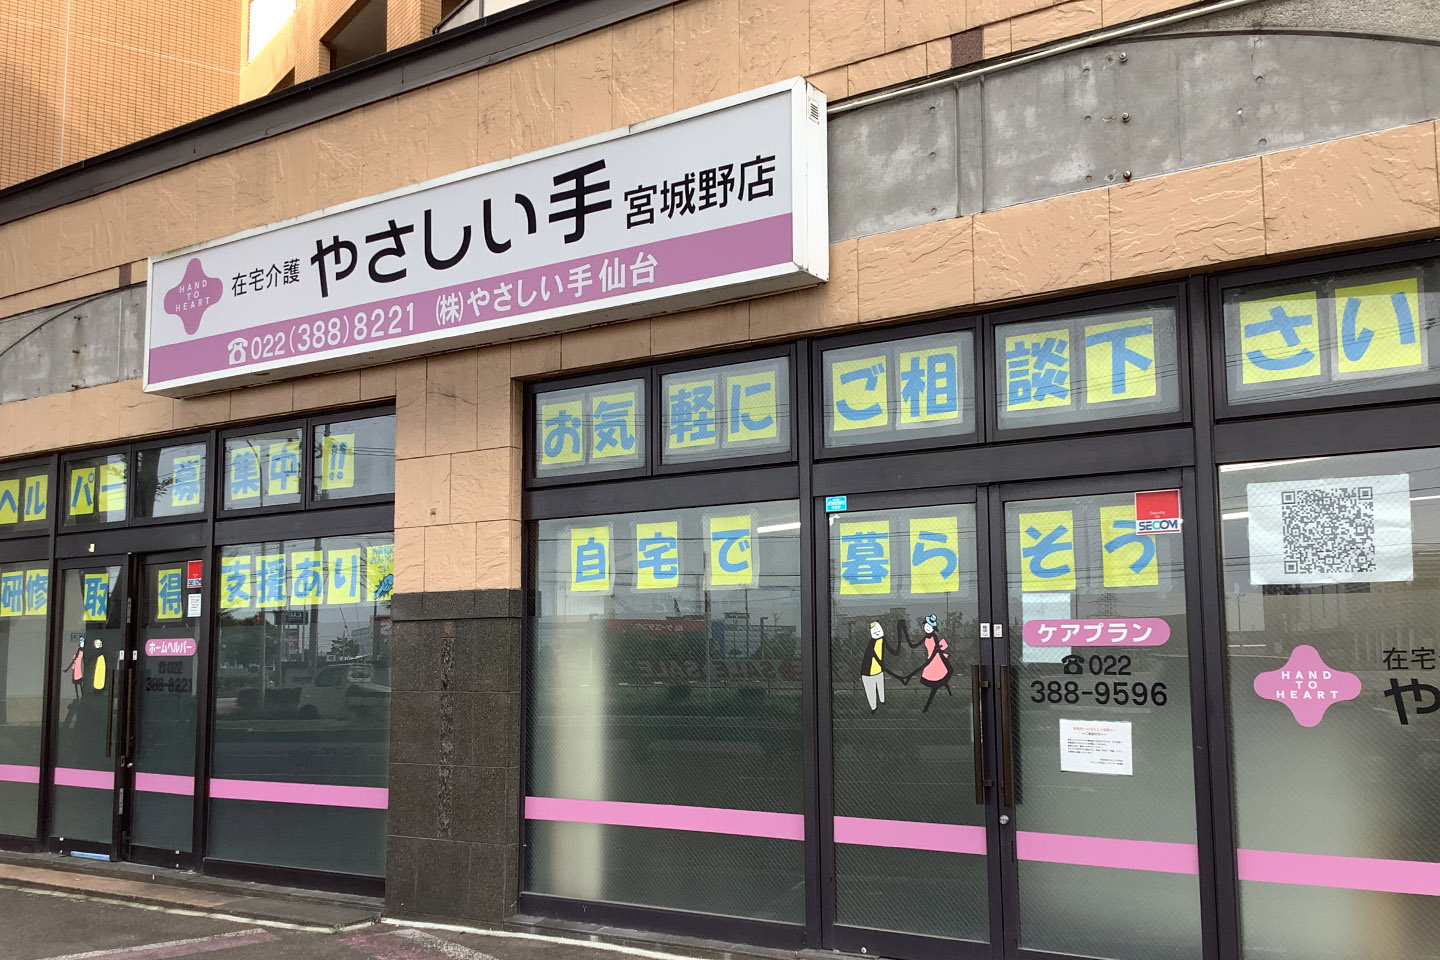 HAND
TO
HEART
在宅介護 やさしい手 宮城野店
☎022(388)8221 (株)やさしい手 仙台
お気軽にご相談下さい
ヘルパー募集中!!
自宅で暮らそう
研修取得支援あり
Security by
SECOM
ホームヘルパー
☎022
388-8221
ケアプラン
☎022
388-9596
HAND
TO
HEART
在宅
や